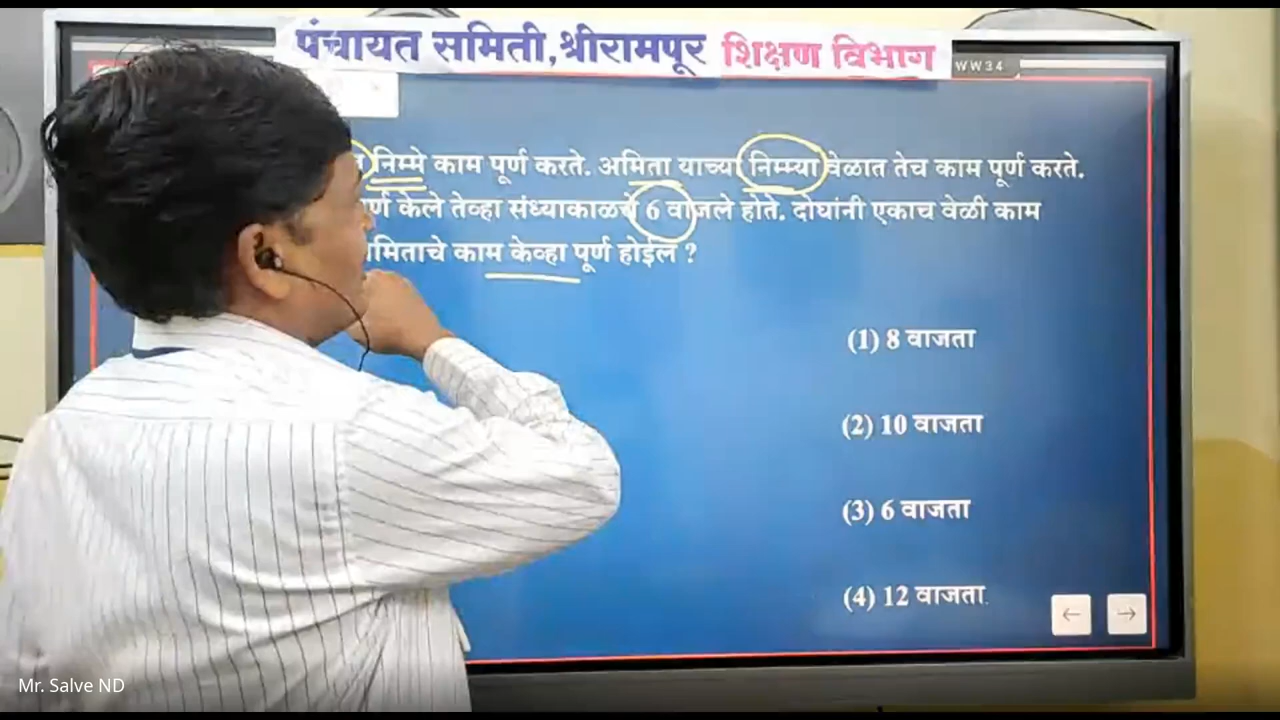 पंचायत समिती,श्रीरामपूर शिक्षण विभाग
WW34
निम्मे काम पूर्ण करते. अमिता याच्या निम्म्या वेळात तेच काम पूर्ण करते.
केले तेव्हा संध्याकाळचे 6 वाजले होते. दोघांनी एकाच वेळी काम
काम केव्हा पूर्ण होईल ?
(1) 8 वाजता
(2) 10 वाजता
(3) 6 वाजता
(4) 12 वाजता
← →
Mr. Salve ND